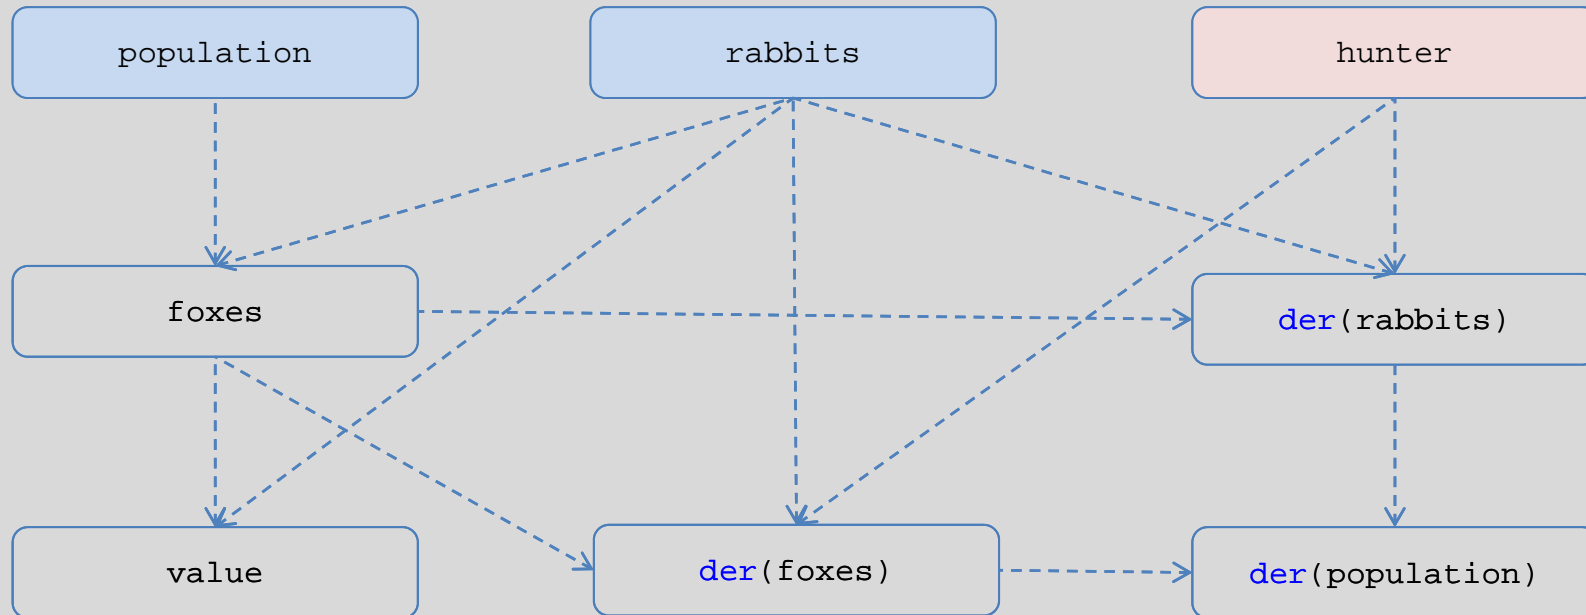 population
rabbits
hunter
foxes
der(rabbits)
value
der(foxes)
der(population)